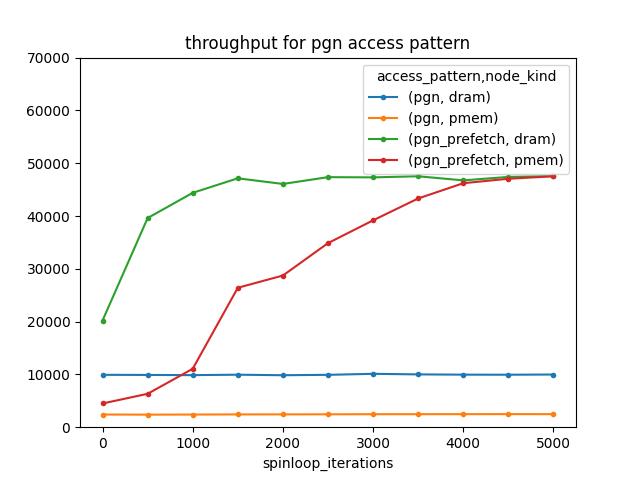 throughput for pgn access pattern
70000
60000
50000
40000
30000
20000
10000
0
access_pattern,node_kind
(pgn, dram)
(pgn, pmem)
(pgn_prefetch, dram)
(pgn_prefetch, pmem)
0 1000 2000 3000 4000 5000
spinloop_iterations